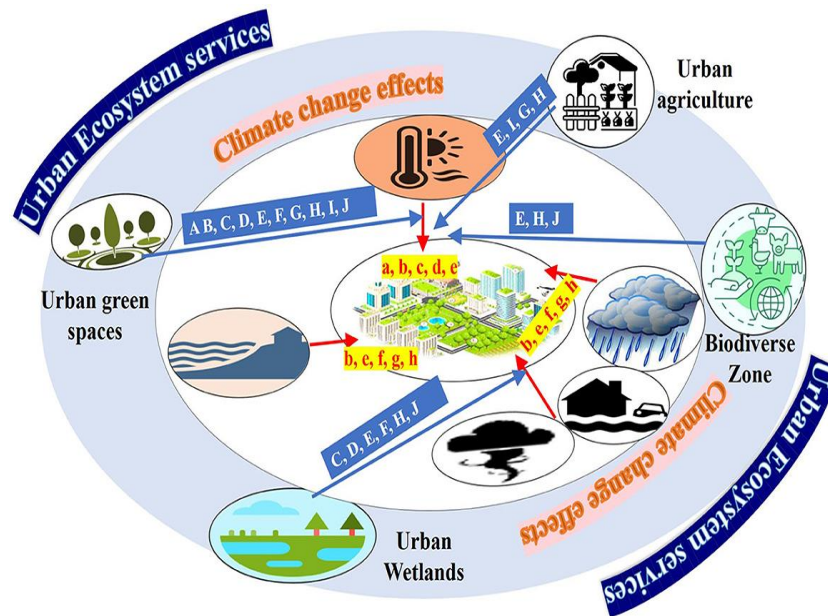 Urban Ecosystem services
Climate change effects
Urban
agriculture
E, I, G, H
A B, C, D, E, F, G, H, I, J
E, H, J
Urban green
spaces
a, b, c, d, e
b, e, f, g, h
b, e, f, g, h
Biodiverse
Zone
C, D, E, F, H, J
Urban
Wetlands
Climate change effects
Urban Ecosystem services